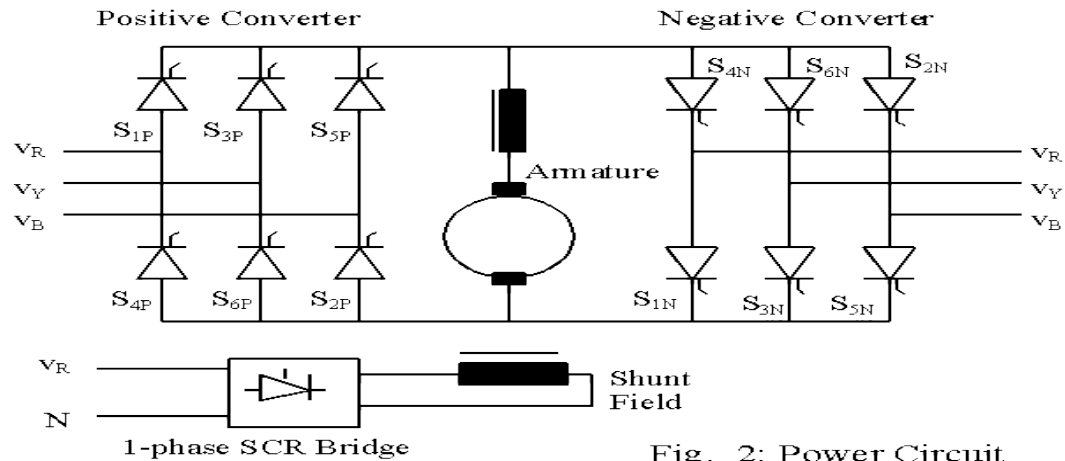 Positive Converter
Negative Converter
S4N S6N S2N
S1P S3P S5P
vR
vY
vB
Armature
vR
vY
vB
S4P S6P S2P
S1N S3N S5N
vR
N
Shunt
Field
1-phase SCR Bridge
Fig. 2: Power Circuit